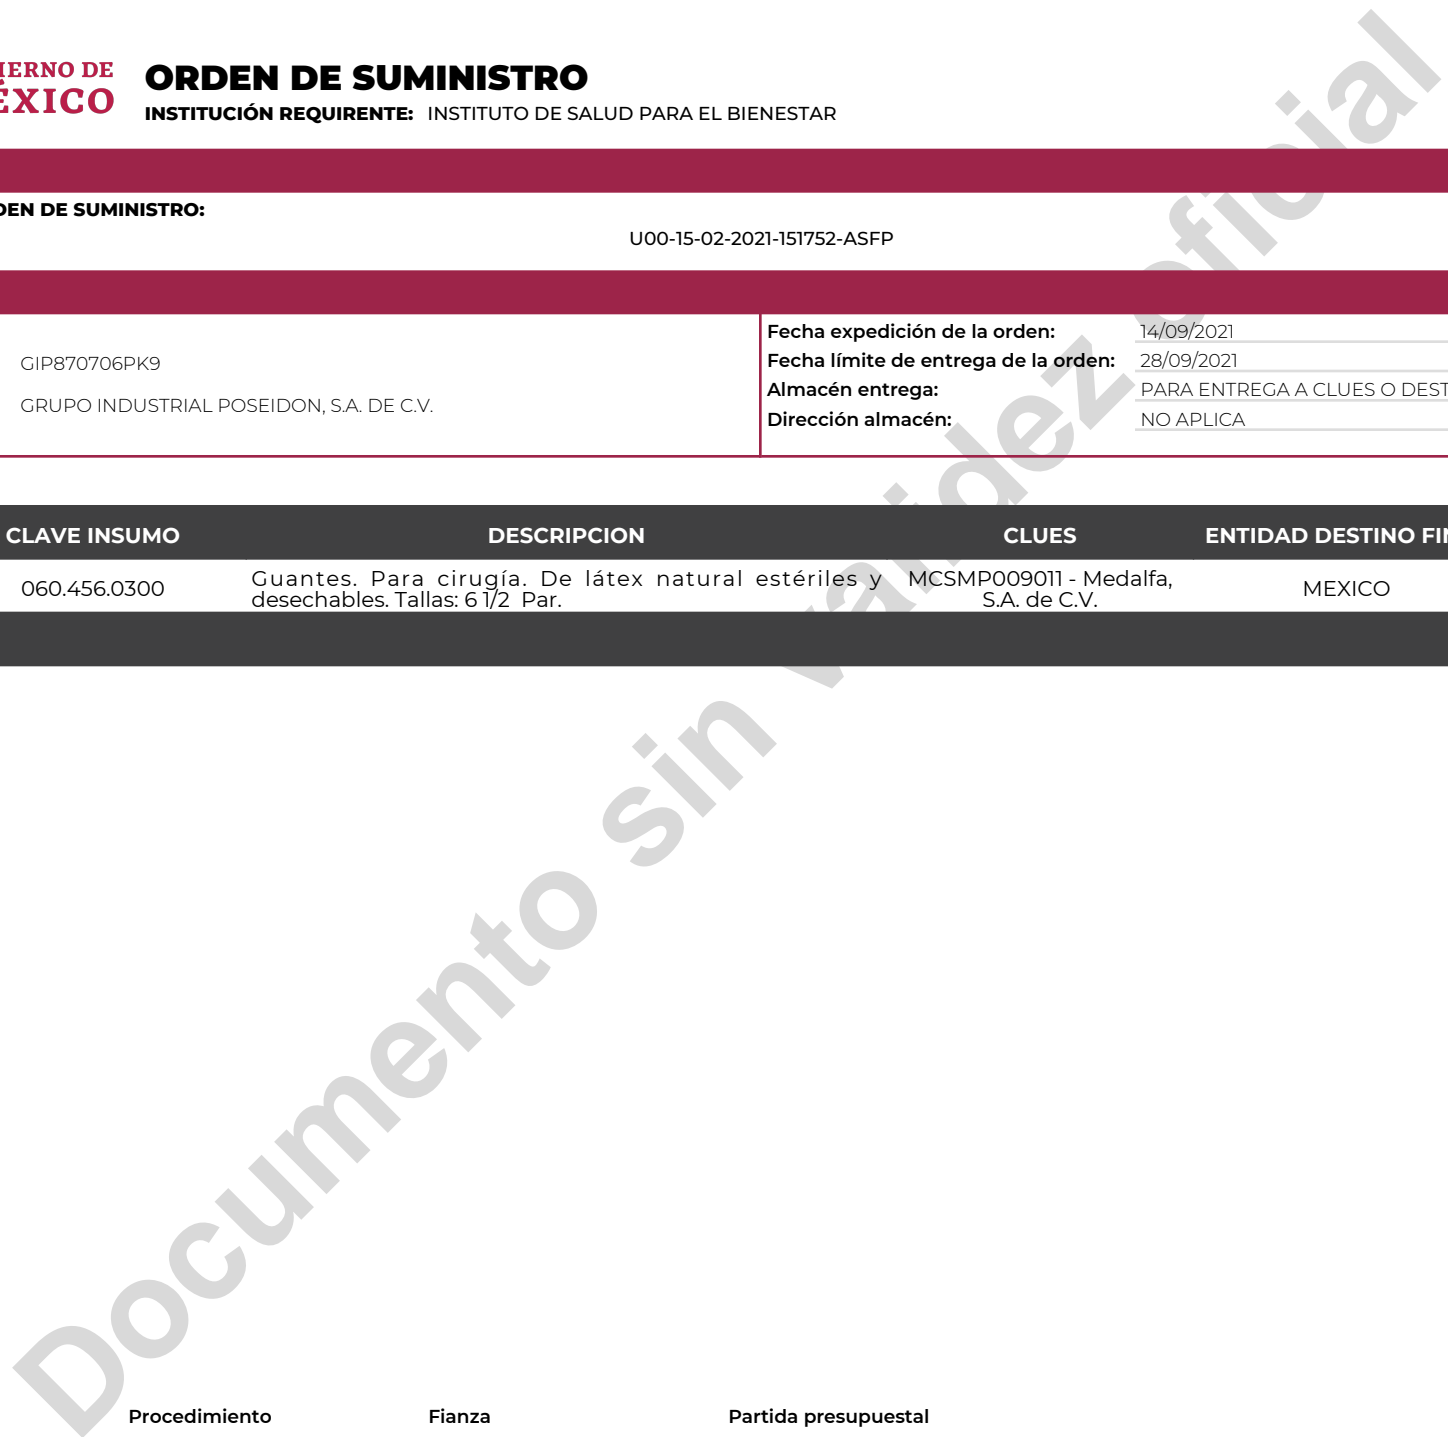 IERNO DE
ÉXICO
ORDEN DE SUMINISTRO
INSTITUCIÓN REQUIRENTE: INSTITUTO DE SALUD PARA EL BIENESTAR
DEN DE SUMINISTRO:
U00-15-02-2021-151752-ASFP
GIP870706PK9
GRUPO INDUSTRIAL POSEIDON, S.A. DE C.V.
Fecha expedición de la orden: 14/09/2021
Fecha límite de entrega de la orden: 28/09/2021
Almacén entrega: PARA ENTREGA A CLUES O DEST
Dirección almacén: NO APLICA
CLAVE INSUMO DESCRIPCION CLUES ENTIDAD DESTINO FIN
060.456.0300 Guantes. Para cirugía. De látex natural estériles y desechables. Tallas: 6 1/2 Par. MCSMP009011 - Medalfa, S.A. de C.V. MEXICO
Documento sin validez oficial
Procedimiento Fianza Partida presupuestal